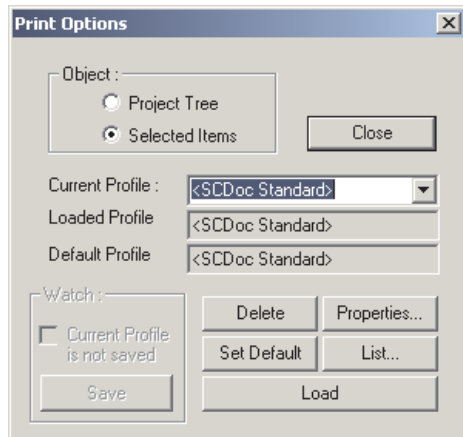 Print Options
Object :
Project Tree
Selected Items
Close
Current Profile :
<SCDoc Standard>
Loaded Profile
<SCDoc Standard>
Default Profile
<SCDoc Standard>
Watch :
Current Profile
is not saved
Save
Delete
Properties...
Set Default
List...
Load